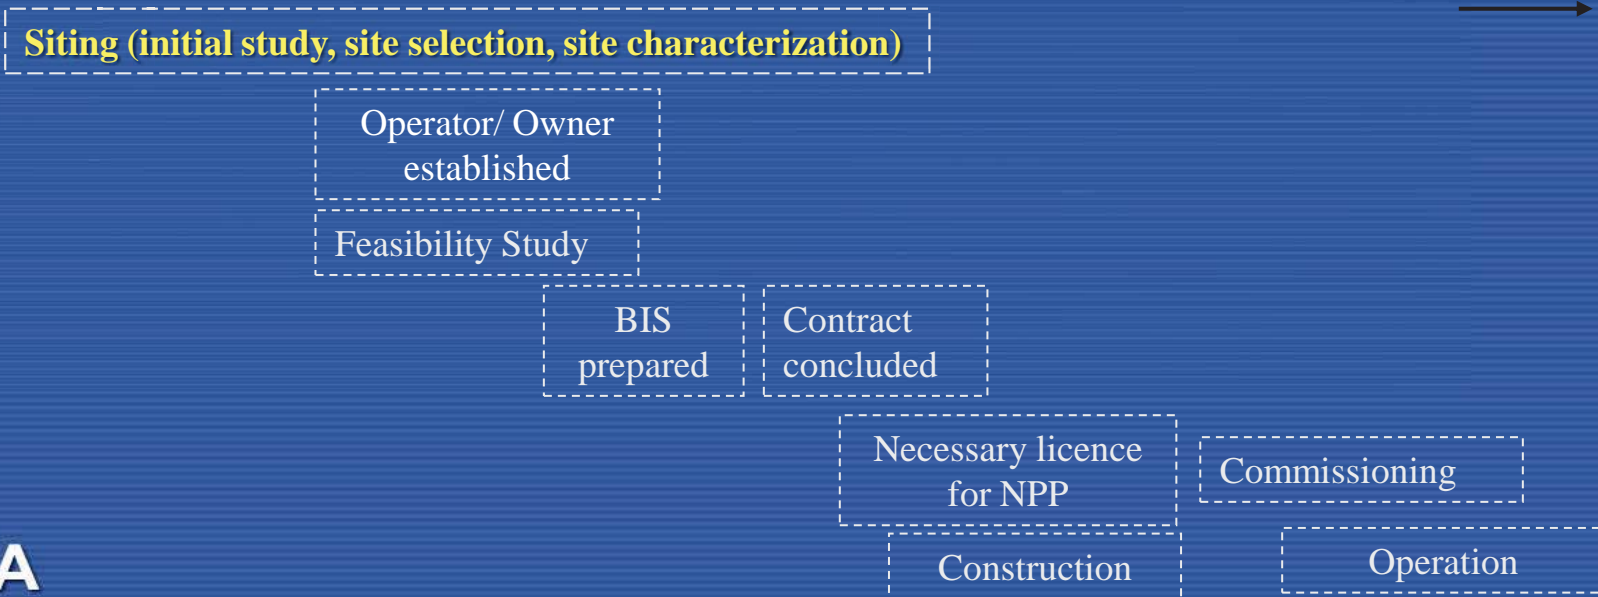 Siting (initial study, site selection, site characterization)
Operator/ Owner
established
Feasibility Study
BIS
prepared
Contract
concluded
Necessary licence
for NPP
Commissioning
Construction
Operation
A